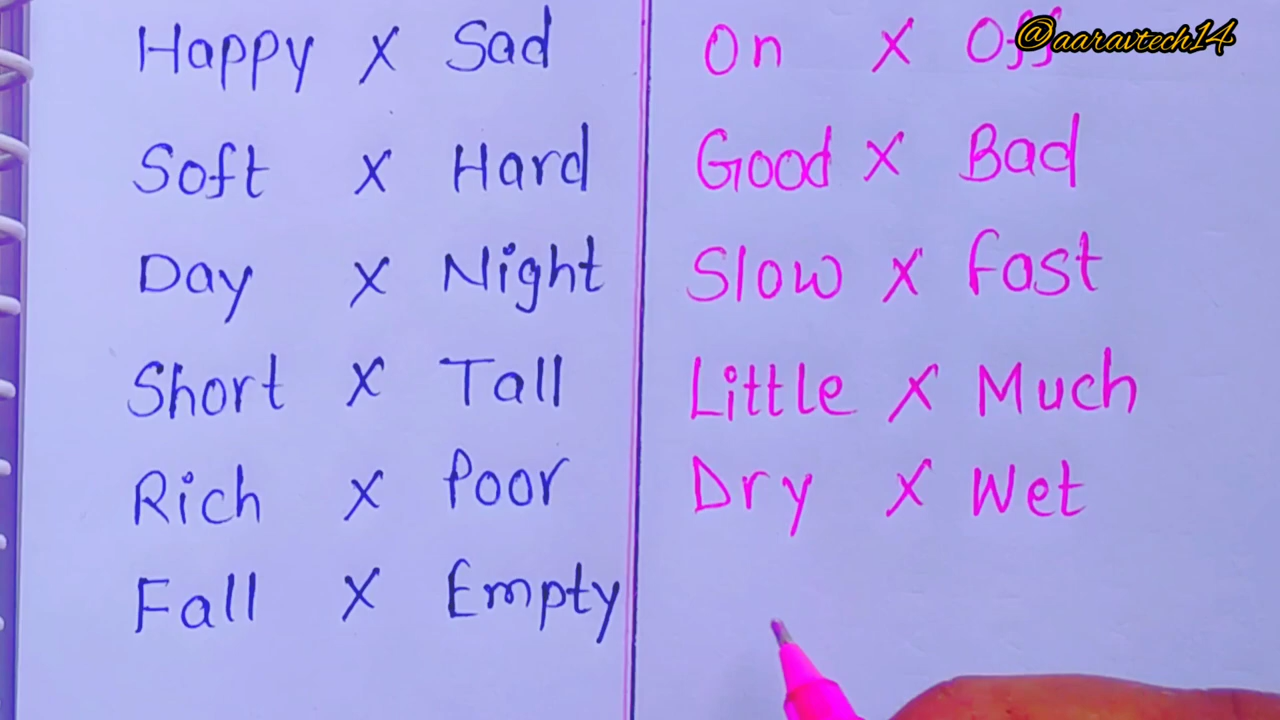 Happy X Sad
Soft X Hard
Day X Night
Short X Tall
Rich X Poor
Fall X Empty
@aaravtech14
On X Off
Good X Bad
Slow X Fast
Little X Much
Dry X Wet